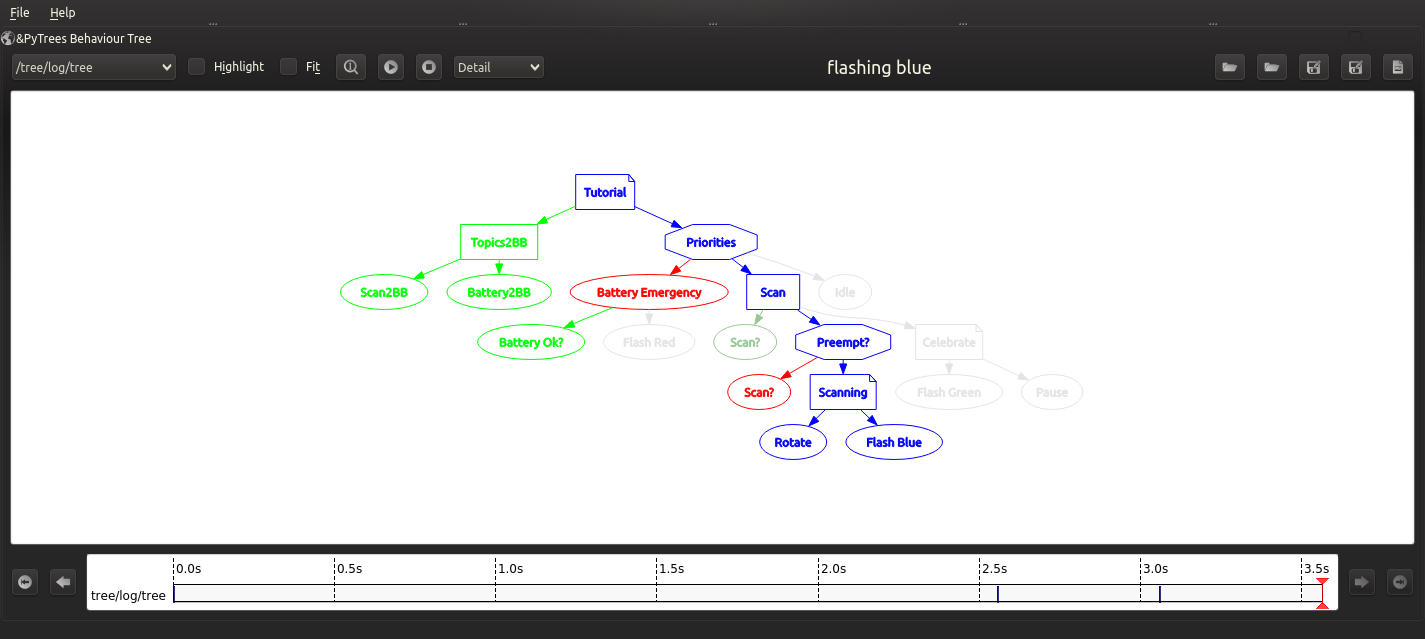 File Help
&PyTrees Behaviour Tree
/tree/log/tree Highlight Fit Detail flashing blue
Tutorial
Topics2BB Priorities
Scan2BB Battery2BB Battery Emergency Scan Idle
Battery Ok? Flash Red Scan? Preempt? Celebrate
Scan? Scanning Flash Green Pause
Rotate Flash Blue
0.0s 0.5s 1.0s 1.5s 2.0s 2.5s 3.0s 3.5s
tree/log/tree